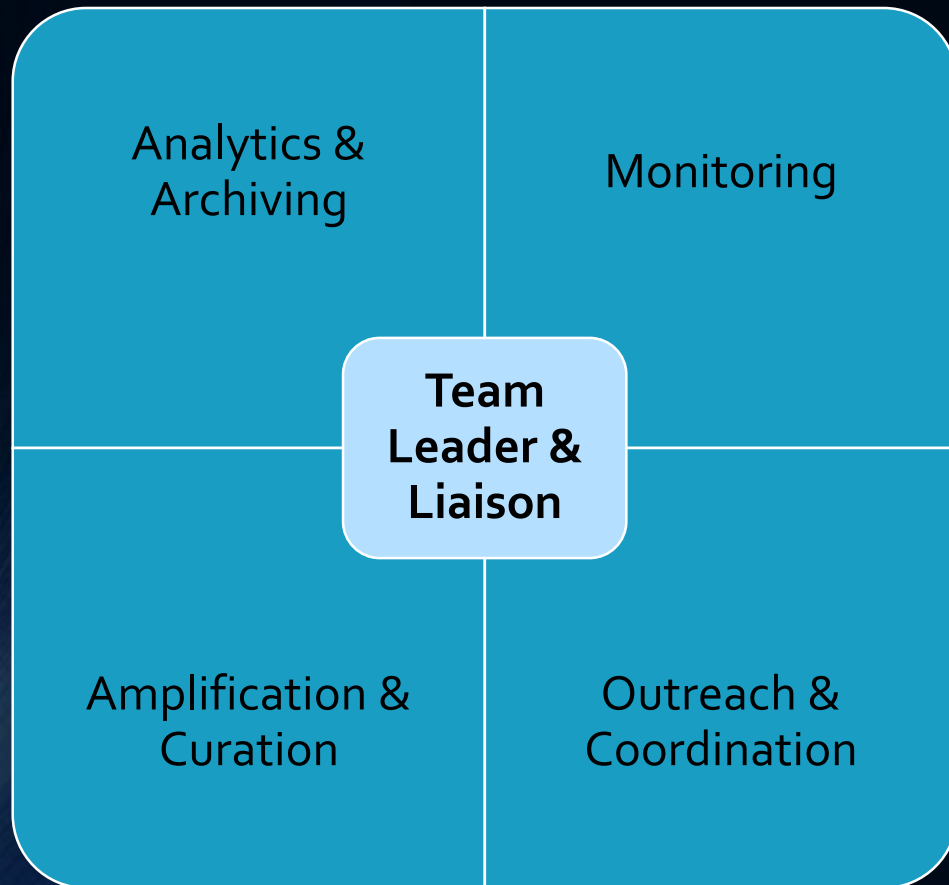 Analytics &
Archiving
Monitoring
Team
Leader &
Liaison
Amplification &
Curation
Outreach &
Coordination